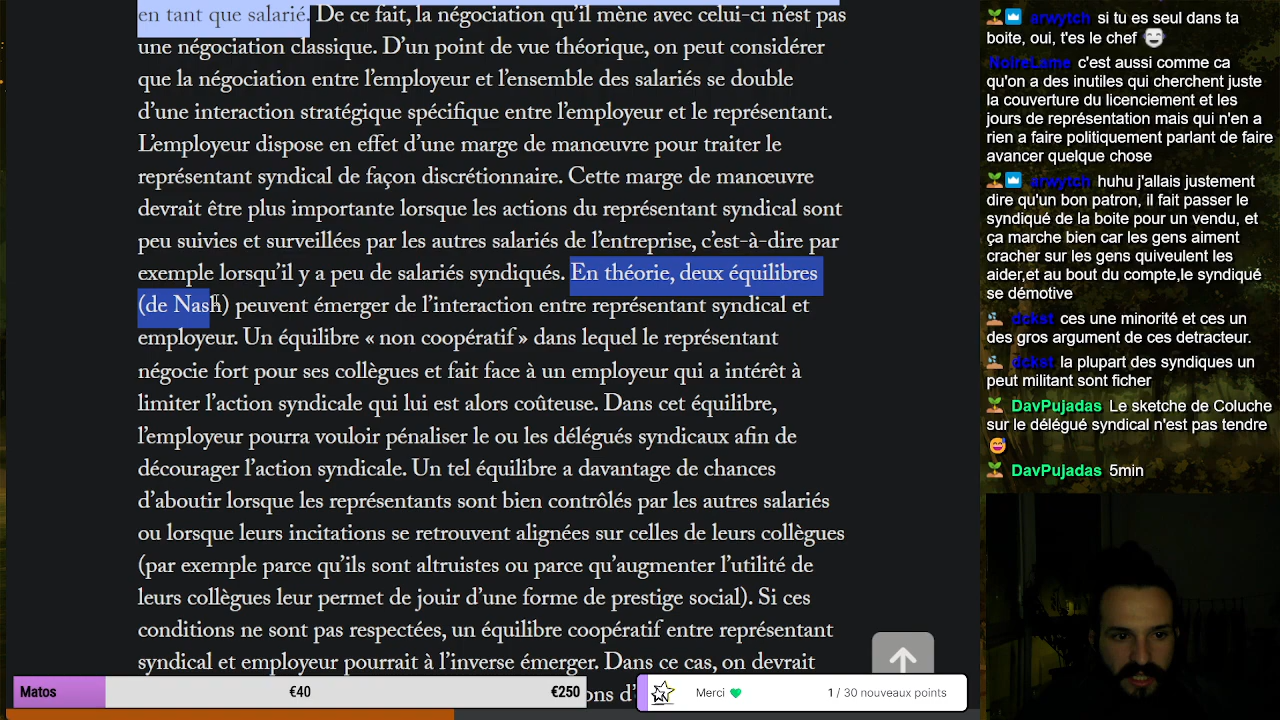 en tant que salarié. De ce fait, la négociation qu’il mène avec celui-ci n’est pas
une négociation classique. D’un point de vue théorique, on peut considérer
que la négociation entre l’employeur et l’ensemble des salariés se double
d’une interaction stratégique spécifique entre l’employeur et le représentant.
L’employeur dispose en effet d’une marge de manœuvre pour traiter le
représentant syndical de façon discrétionnaire. Cette marge de manœuvre
devrait être plus importante lorsque les actions du représentant syndical sont
peu suivies et surveillées par les autres salariés de l’entreprise, c’est-à-dire par
exemple lorsqu’il y a peu de salariés syndiqués. En théorie, deux équilibres
(de Nash) peuvent émerger de l’interaction entre représentant syndical et
employeur. Un équilibre « non coopératif » dans lequel le représentant
négocie fort pour ses collègues et fait face à un employeur qui a intérêt à
limiter l’action syndicale qui lui est alors coûteuse. Dans cet équilibre,
l’employeur pourra vouloir pénaliser le ou les délégués syndicaux afin de
décourager l’action syndicale. Un tel équilibre a davantage de chances
d’aboutir lorsque les représentants sont bien contrôlés par les autres salariés
ou lorsque leurs incitations se retrouvent alignées sur celles de leurs collègues
(par exemple parce qu’ils sont altruistes ou parce qu’augmenter l’utilité de
leurs collègues leur permet de jouir d’une forme de prestige social). Si ces
conditions ne sont pas respectées, un équilibre coopératif entre représentant
syndical et employeur pourrait à l’inverse émerger. Dans ce cas, on devrait
Matos €40 €250
Merci 💚 1 / 30 nouveaux points
arwytch si tu es seul dans ta
boite, oui, t'es le chef
NoireLame c'est aussi comme ca
qu'on a des inutiles qui cherchent juste
la couverture du licenciement et les
jours de représentation mais qui n'en a
rien a faire politiquement parlant de faire
avancer quelque chose
arwytch huhu j'allais justement
dire qu'un bon patron, il fait passer le
syndiqué de la boite pour un vendu, et
ça marche bien car les gens aiment
cracher sur les gens quiveulent les
aider,et au bout du compte,le syndiqué
se démotive
dckst ces une minorité et ces un
des gros argument de ces detracteur.
dckst la plupart des syndiques un
peut militant sont ficher
DavPujadas Le sketche de Coluche
sur le délégué syndical n'est pas tendre
😅
DavPujadas 5min